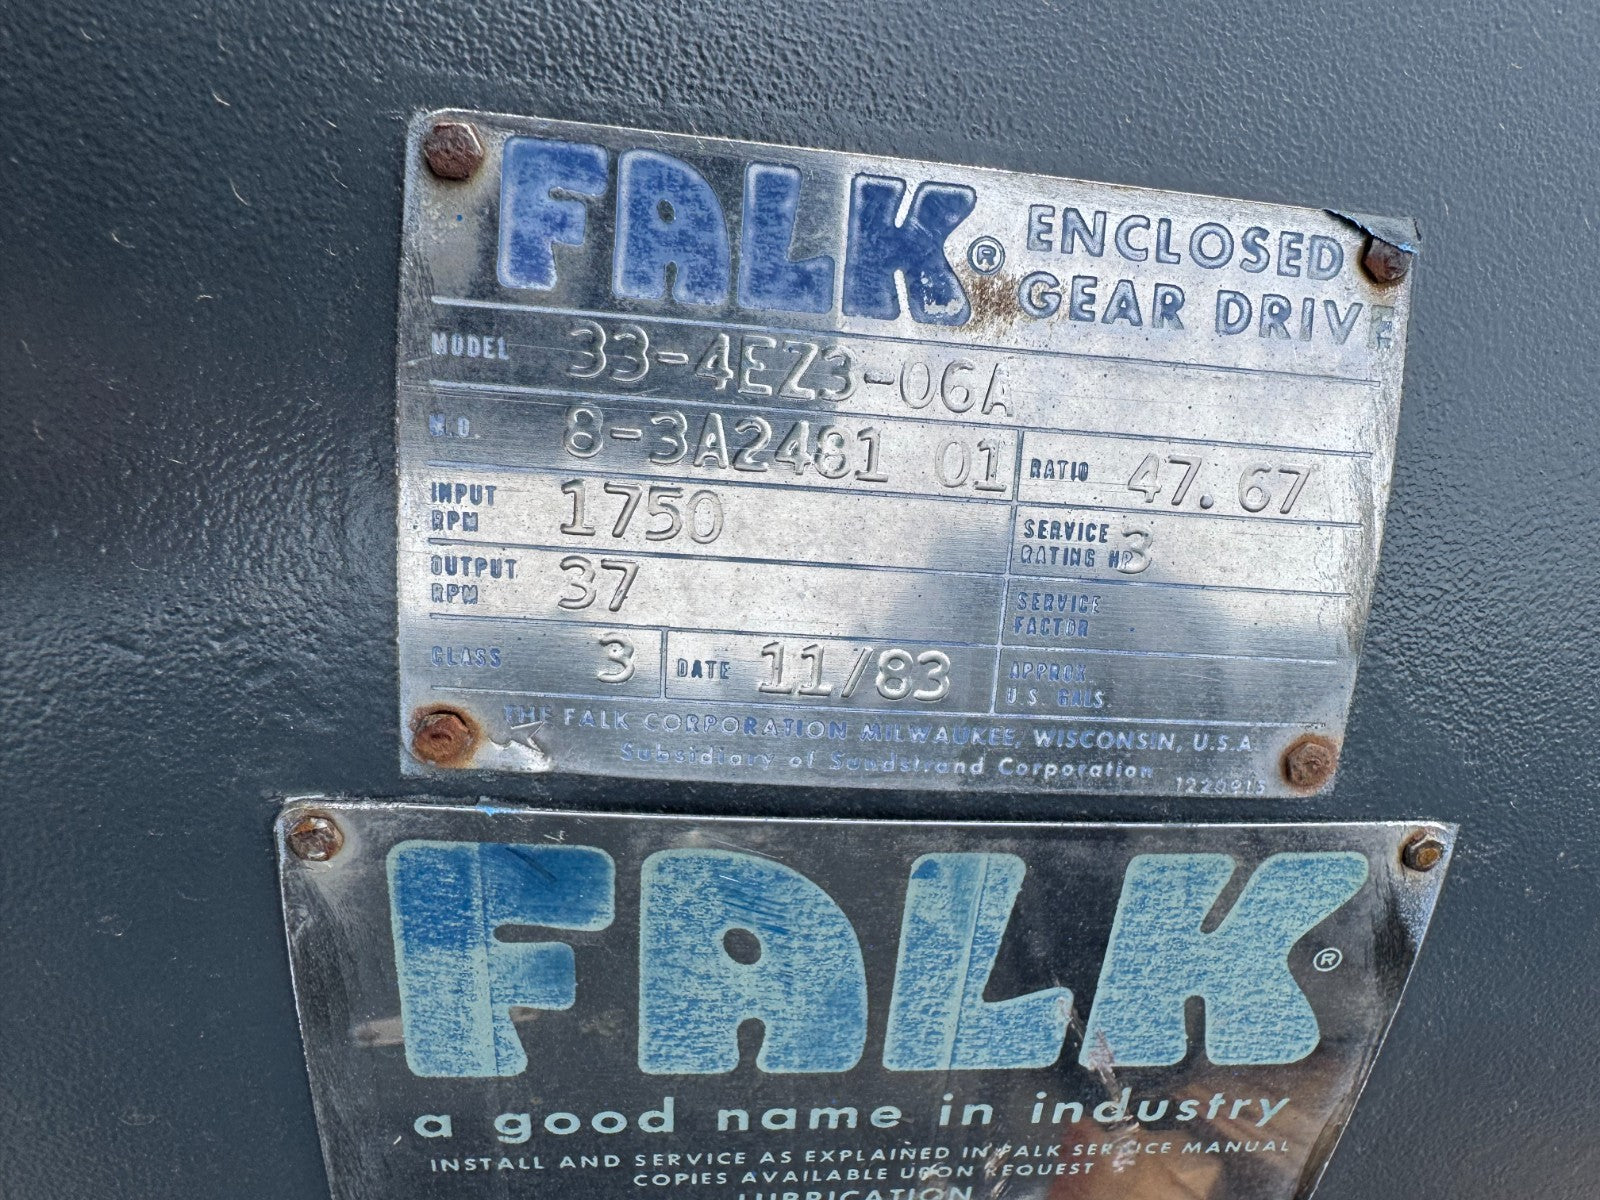 FALK® ENCLOSED
GEAR DRIVE
MODEL 33-4EZ3-06A
M.O. 8-3A2481 01
RATIO 47.67
INPUT RPM 1750
SERVICE RATING HP 3
OUTPUT RPM 37
SERVICE FACTOR
CLASS 3
DATE 11/83
APPROX. U.S. GALS.
THE FALK CORPORATION MILWAUKEE, WISCONSIN, U.S.A
Subsidiary of Sundstrand Corporation
1220915
FALK®
a good name in industry
INSTALL AND SERVICE AS EXPLAINED IN FALK SERVICE MANUAL
COPIES AVAILABLE UPON REQUEST
LUBRICATION